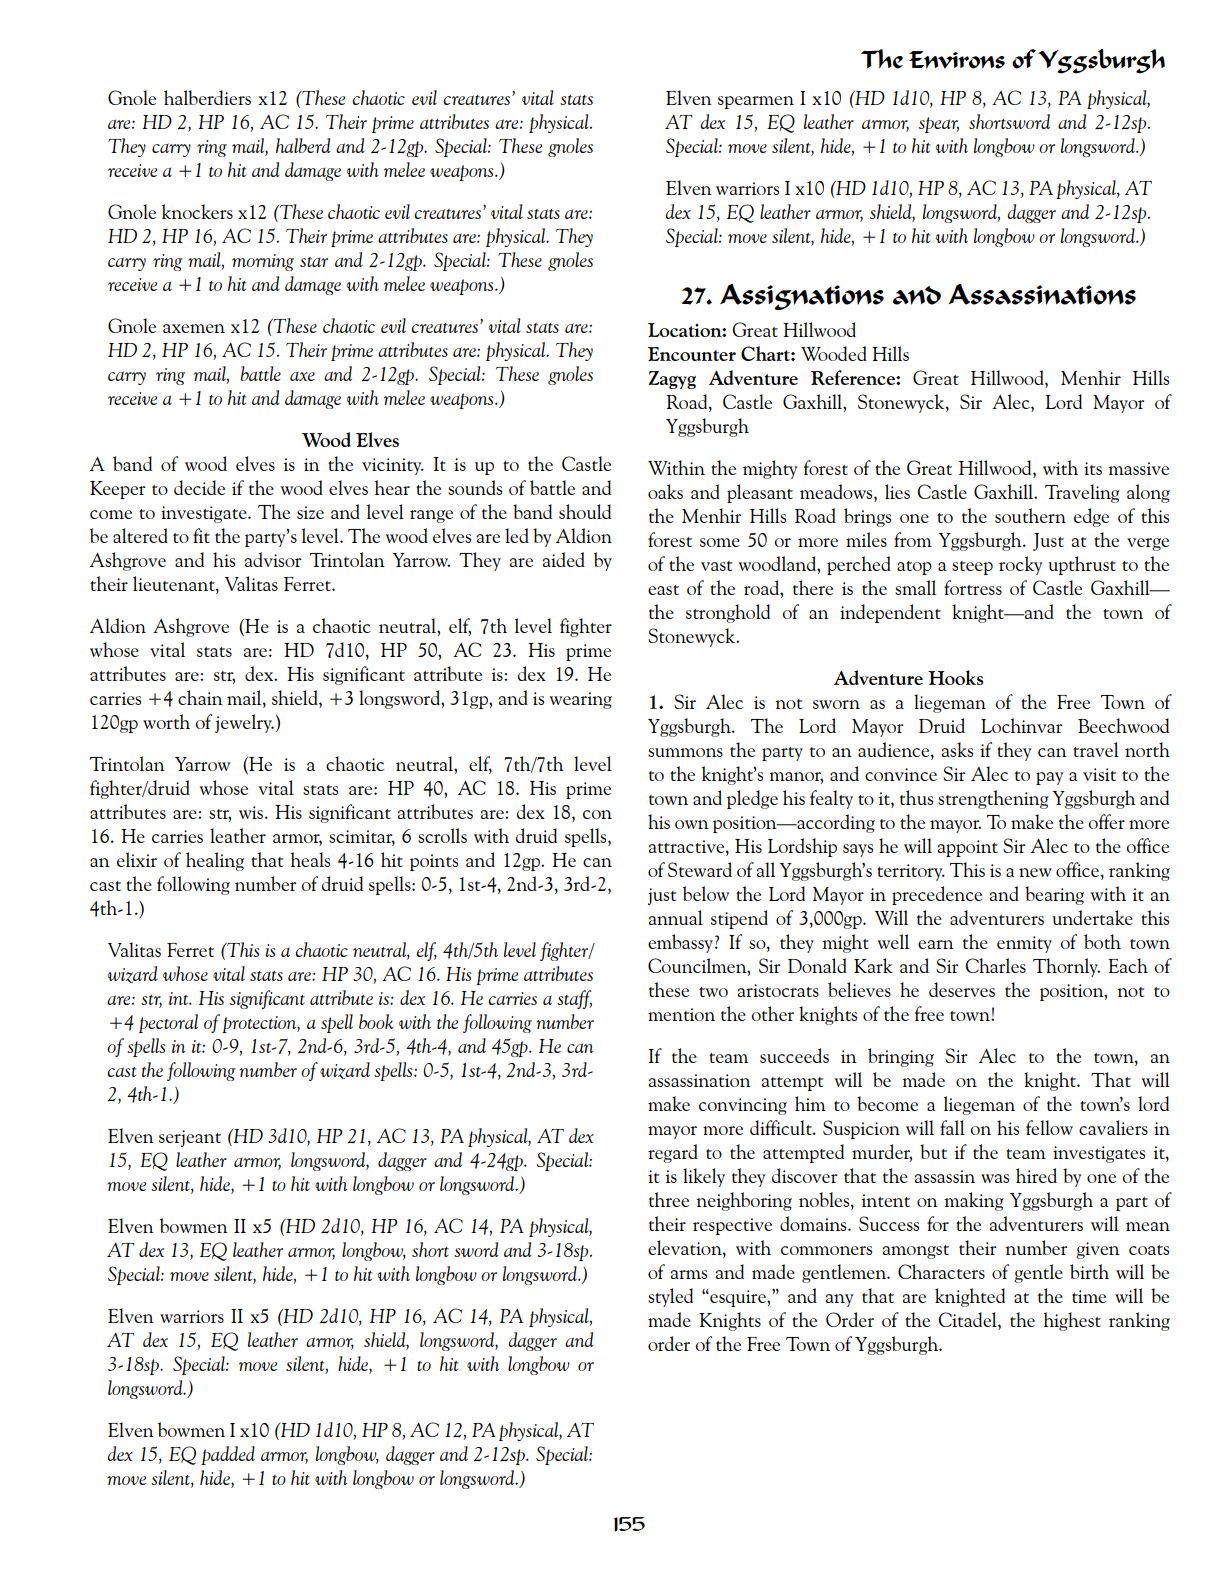 The Environs of Yggsburgh
Gnole halberdiers x12 (These chaotic evil creatures' vital stats
are: HD 2, HP 16, AC 15. Their prime attributes are: physical.
They carry ring mail, halberd and 2-12gp. Special: These gnoles
receive a +1 to hit and damage with melee weapons.)
Gnole knockers x12 (These chaotic evil creatures' vital stats are:
HD 2, HP 16, AC 15. Their prime attributes are: physical. They
carry ring mail, morning star and 2-12gp. Special: These gnoles
receive a +1 to hit and damage with melee weapons.)
Gnole axemen x12 (These chaotic evil creatures' vital stats are:
HD 2, HP 16, AC 15. Their prime attributes are: physical. They
carry ring mail, battle axe and 2-12gp. Special: These gnoles
receive a +1 to hit and damage with melee weapons.)
Wood Elves
A band of wood elves is in the vicinity. It is up to the Castle
Keeper to decide if the wood elves hear the sounds of battle and
come to investigate. The size and level range of the band should
be altered to fit the party's level. The wood elves are led by Aldion
Ashgrove and his advisor Trintolan Yarrow. They are aided by
their lieutenant, Valitas Ferret.
Aldion Ashgrove (He is a chaotic neutral, elf, 7th level fighter
whose vital stats are: HD 7d10, HP 50, AC 23. His prime
attributes are: str, dex. His significant attribute is: dex 19. He
carries +4 chain mail, shield, +3 longsword, 31gp, and is wearing
120gp worth of jewelry.)
Trintolan Yarrow (He is a chaotic neutral, elf, 7th/7th level
fighter/druid whose vital stats are: HP 40, AC 18. His prime
attributes are: str, wis. His significant attributes are: dex 18, con
16. He carries leather armor, scimitar, 6 scrolls with druid spells,
an elixir of healing that heals 4-16 hit points and 12gp. He can
cast the following number of druid spells: 0-5, 1st-4, 2nd-3, 3rd-2,
4th-1.)
Valitas Ferret (This is a chaotic neutral, elf, 4th/5th level fighter/
wizard whose vital stats are: HP 30, AC 16. His prime attributes
are: str, int. His significant attribute is: dex 16. He carries a staff,
+4 pectoral of protection, a spell book with the following number
of spells in it: 0-9, 1st-7, 2nd-6, 3rd-5, 4th-4, and 45gp. He can
cast the following number of wizard spells: 0-5, 1st-4, 2nd-3, 3rd-
2, 4th-1.)
Elven serjeant (HD 3d10, HP 21, AC 13, PA physical, AT dex
15, EQ leather armor, longsword, dagger and 4-24gp. Special:
move silent, hide, +1 to hit with longbow or longsword.)
Elven bowmen II x5 (HD 2d10, HP 16, AC 14, PA physical,
AT dex 13, EQ leather armor, longbow, short sword and 3-18sp.
Special: move silent, hide, +1 to hit with longbow or longsword.)
Elven warriors II x5 (HD 2d10, HP 16, AC 14, PA physical,
AT dex 15, EQ leather armor, shield, longsword, dagger and
3-18sp. Special: move silent, hide, +1 to hit with longbow or
longsword.)
Elven bowmen I x10 (HD 1d10, HP 8, AC 12, PA physical, AT
dex 15, EQ padded armor, longbow, dagger and 2-12sp. Special:
move silent, hide, +1 to hit with longbow or longsword.)
Elven spearmen I x10 (HD 1d10, HP 8, AC 13, PA physical,
AT dex 15, EQ leather armor, spear, shortsword and 2-12sp.
Special: move silent, hide, +1 to hit with longbow or longsword.)
Elven warriors I x10 (HD 1d10, HP 8, AC 13, PA physical, AT
dex 15, EQ leather armor, shield, longsword, dagger and 2-12sp.
Special: move silent, hide, +1 to hit with longbow or longsword.)
27. Assignations and Assassinations
Location: Great Hillwood
Encounter Chart: Wooded Hills
Zagyg Adventure Reference: Great Hillwood, Menhir Hills
Road, Castle Gaxhill, Stonewyck, Sir Alec, Lord Mayor of
Yggsburgh
Within the mighty forest of the Great Hillwood, with its massive
oaks and pleasant meadows, lies Castle Gaxhill. Traveling along
the Menhir Hills Road brings one to the southern edge of this
forest some 50 or more miles from Yggsburgh. Just at the verge
of the vast woodland, perched atop a steep rocky upthrust to the
east of the road, there is the small fortress of Castle Gaxhill—
the stronghold of an independent knight—and the town of
Stonewyck.
Adventure Hooks
1. Sir Alec is not sworn as a liegeman of the Free Town of
Yggsburgh. The Lord Mayor Druid Lochinvar Beechwood
summons the party to an audience, asks if they can travel north
to the knight's manor, and convince Sir Alec to pay a visit to the
town and pledge his fealty to it, thus strengthening Yggsburgh and
his own position—according to the mayor. To make the offer more
attractive, His Lordship says he will appoint Sir Alec to the office
of Steward of all Yggsburgh's territory. This is a new office, ranking
just below the Lord Mayor in precedence and bearing with it an
annual stipend of 3,000gp. Will the adventurers undertake this
embassy? If so, they might well earn the enmity of both town
Councilmen, Sir Donald Kark and Sir Charles Thornly. Each of
these two aristocrats believes he deserves the position, not to
mention the other knights of the free town!
If the team succeeds in bringing Sir Alec to the town, an
assassination attempt will be made on the knight. That will
make convincing him to become a liegeman of the town's lord
mayor more difficult. Suspicion will fall on his fellow cavaliers in
regard to the attempted murder, but if the team investigates it,
it is likely they discover that the assassin was hired by one of the
three neighboring nobles, intent on making Yggsburgh a part of
their respective domains. Success for the adventurers will mean
elevation, with commoners amongst their number given coats
of arms and made gentlemen. Characters of gentle birth will be
styled "esquire," and any that are knighted at the time will be
made Knights of the Order of the Citadel, the highest ranking
order of the Free Town of Yggsburgh.
155